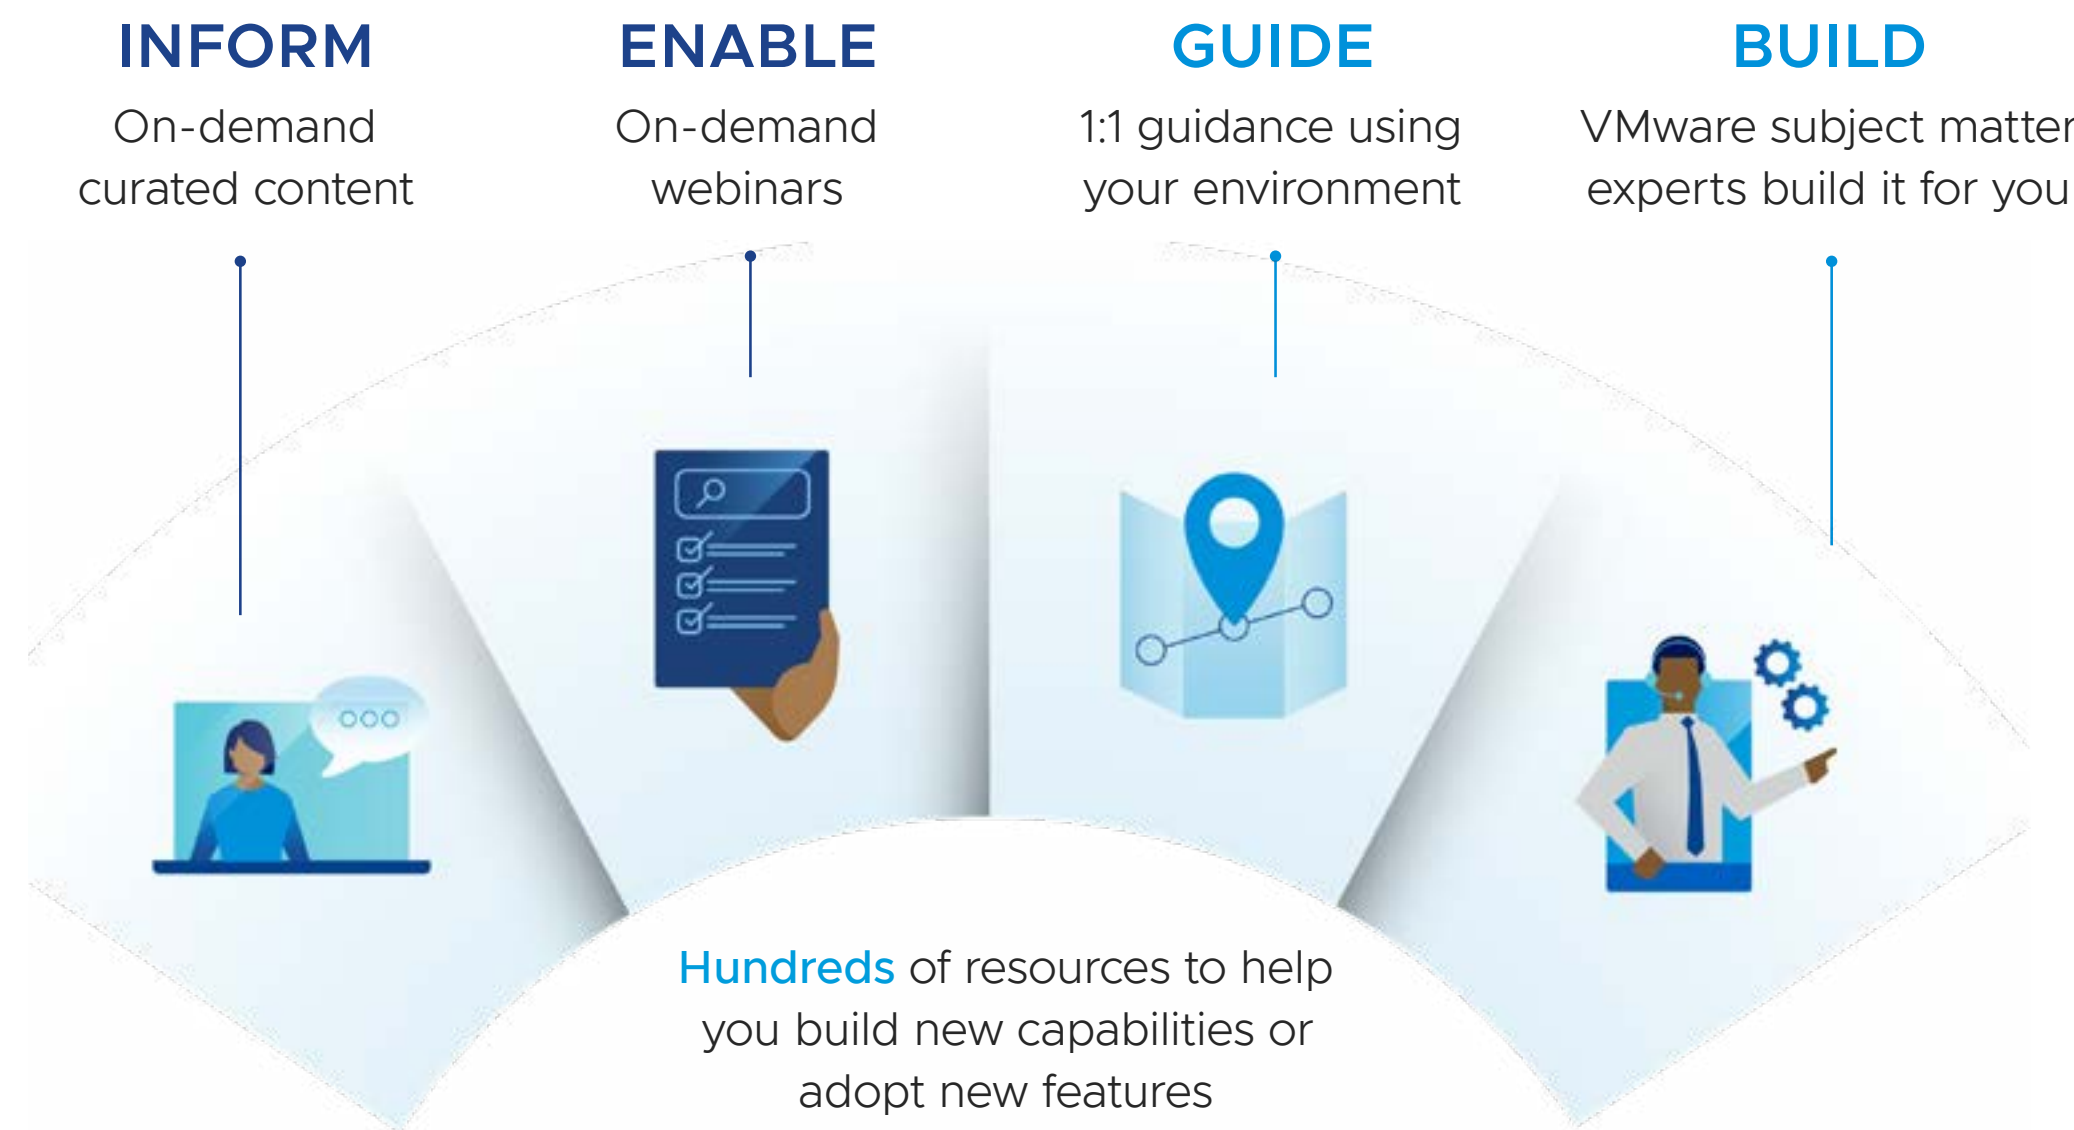 INFORM
On-demand
curated content
ENABLE
On-demand
webinars
GUIDE
1:1 guidance using
your environment
BUILD
VMware subject matter
experts build it for you
Hundreds of resources to help
you build new capabilities or
adopt new features